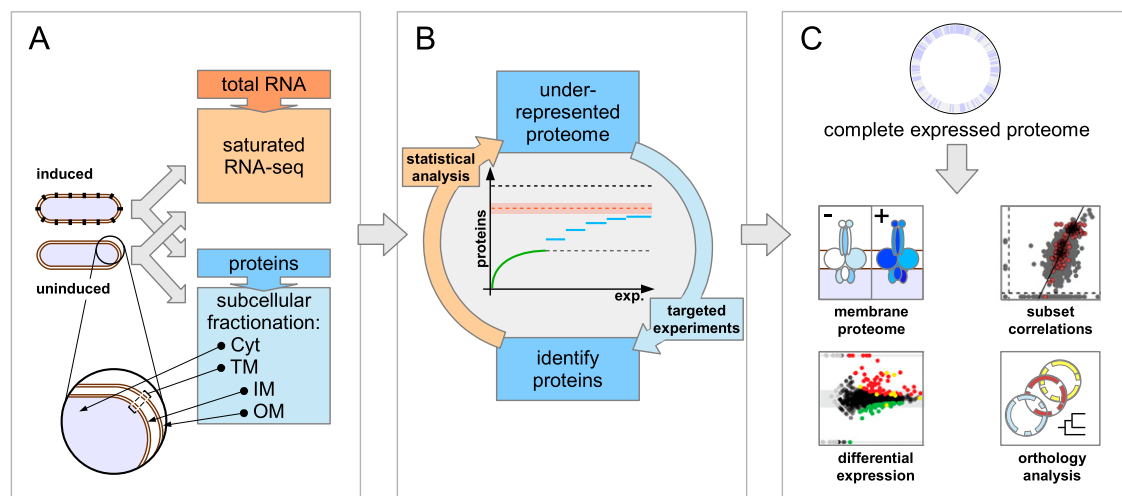 A
total RNA
saturated
RNA-seq
induced
uninduced
proteins
subcellular
fractionation:
Cyt
TM
IM
OM
B
under-
represented
proteome
statistical
analysis
proteins
exp.
targeted
experiments
identify
proteins
C
complete expressed proteome
- +
membrane
proteome
subset
correlations
differential
expression
orthology
analysis